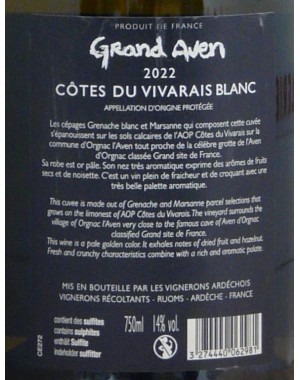 PRODUIT DE FRANCE
Grand Aven
2022
CÔTES DU VIVARAIS BLANC
APPELLATION D'ORIGINE PROTÉGÉE
Les cépages Grenache blanc et Marsanne qui composent cette cuvée
s'épanouissent sur les sols calcaires de l'AOP Côtes du Vivarais sur la
commune d'Orgnac l'Aven tout proche de la célèbre grotte de l'Aven
d'Orgnac classée Grand site de France.
Sa robe est or pâle. Son nez très aromatique exprime des arômes de fruits
secs et de noisette. C'est un vin plein de fraicheur et de croquant avec une
très belle palette aromatique.
This cuvee is made out of Grenache and Marsanne parcel selections that
grows on the limestone of AOP Côtes du Vivarais. The vineyard surrounds the
village of Orgnac l'Aven very close to the famous cave of Aven d'Orgnac
classified Grand site de France.
This wine is a pale golden color. It exhales notes of dried fruit and hazelnut.
Fresh and crunchy characteristics combine with a rich and aromatic palate.
MIS EN BOUTEILLE PAR LES VIGNERONS ARDÉCHOIS
VIGNERONS RÉCOLTANTS - RUOMS - ARDÈCHE - FRANCE
contient des sulfites
contains sulphites
enthält Sulfite
Indeholder sulfitter
750ml 14% vol.
3 274440 062981
CE272